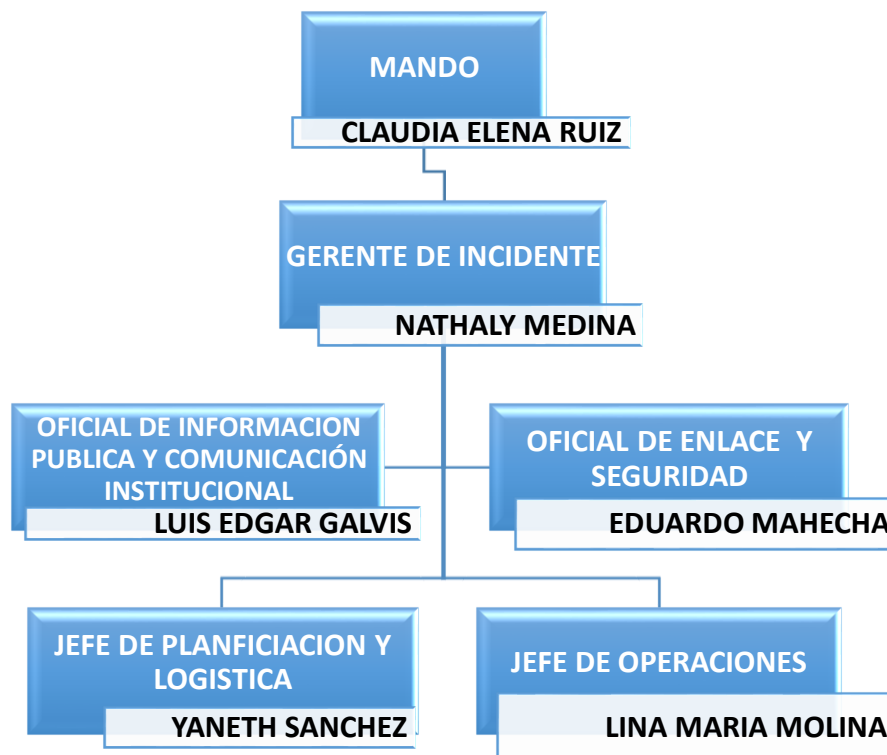 MANDO
CLAUDIA ELENA RUIZ
GERENTE DE INCIDENTE
NATHALY MEDINA
OFICIAL DE INFORMACION
PUBLICA Y COMUNICACIÓN
INSTITUCIONAL
LUIS EDGAR GALVIS
OFICIAL DE ENLACE Y
SEGURIDAD
EDUARDO MAHECHA
JEFE DE PLANFICIACION Y
LOGISTICA
YANETH SANCHEZ
JEFE DE OPERACIONES
LINA MARIA MOLINA